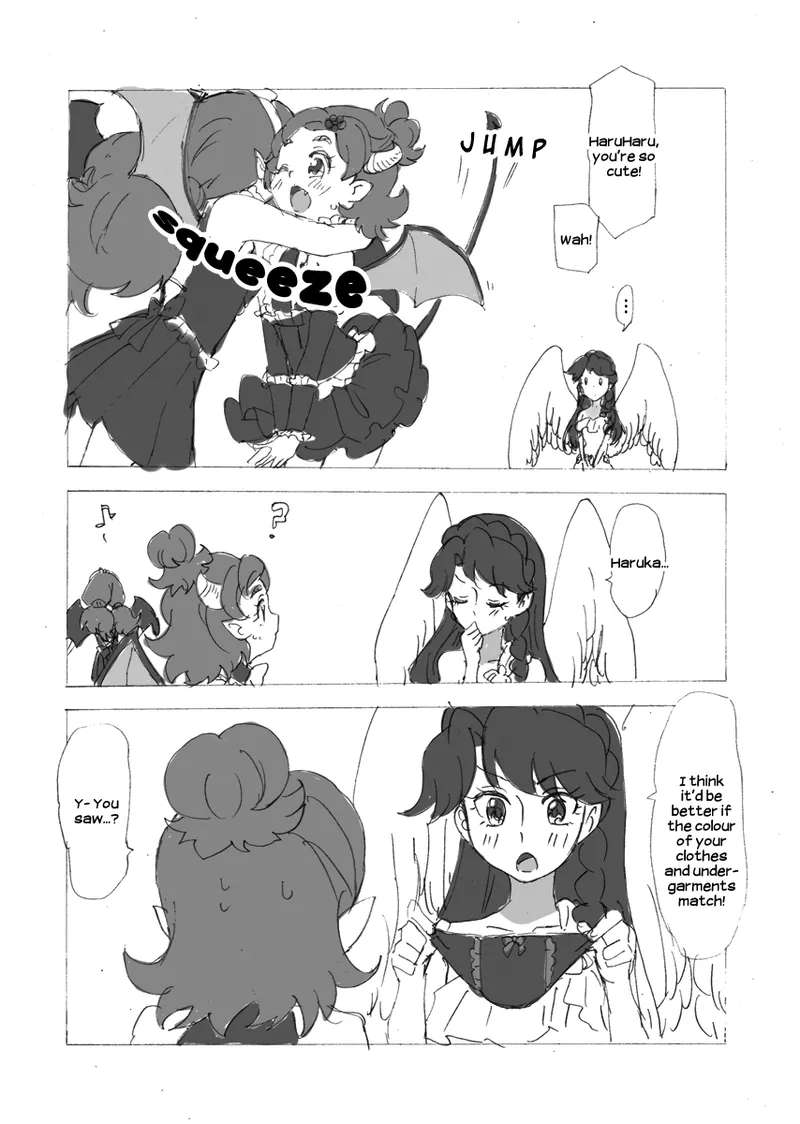 HaruHaru,
you're so
cute!
JUMP
Wah!
squeeze
...
Haruka...
?
I think
it'd be
better if
the colour
of your
clothes
and under-
garments
match!
Y- You
saw...?